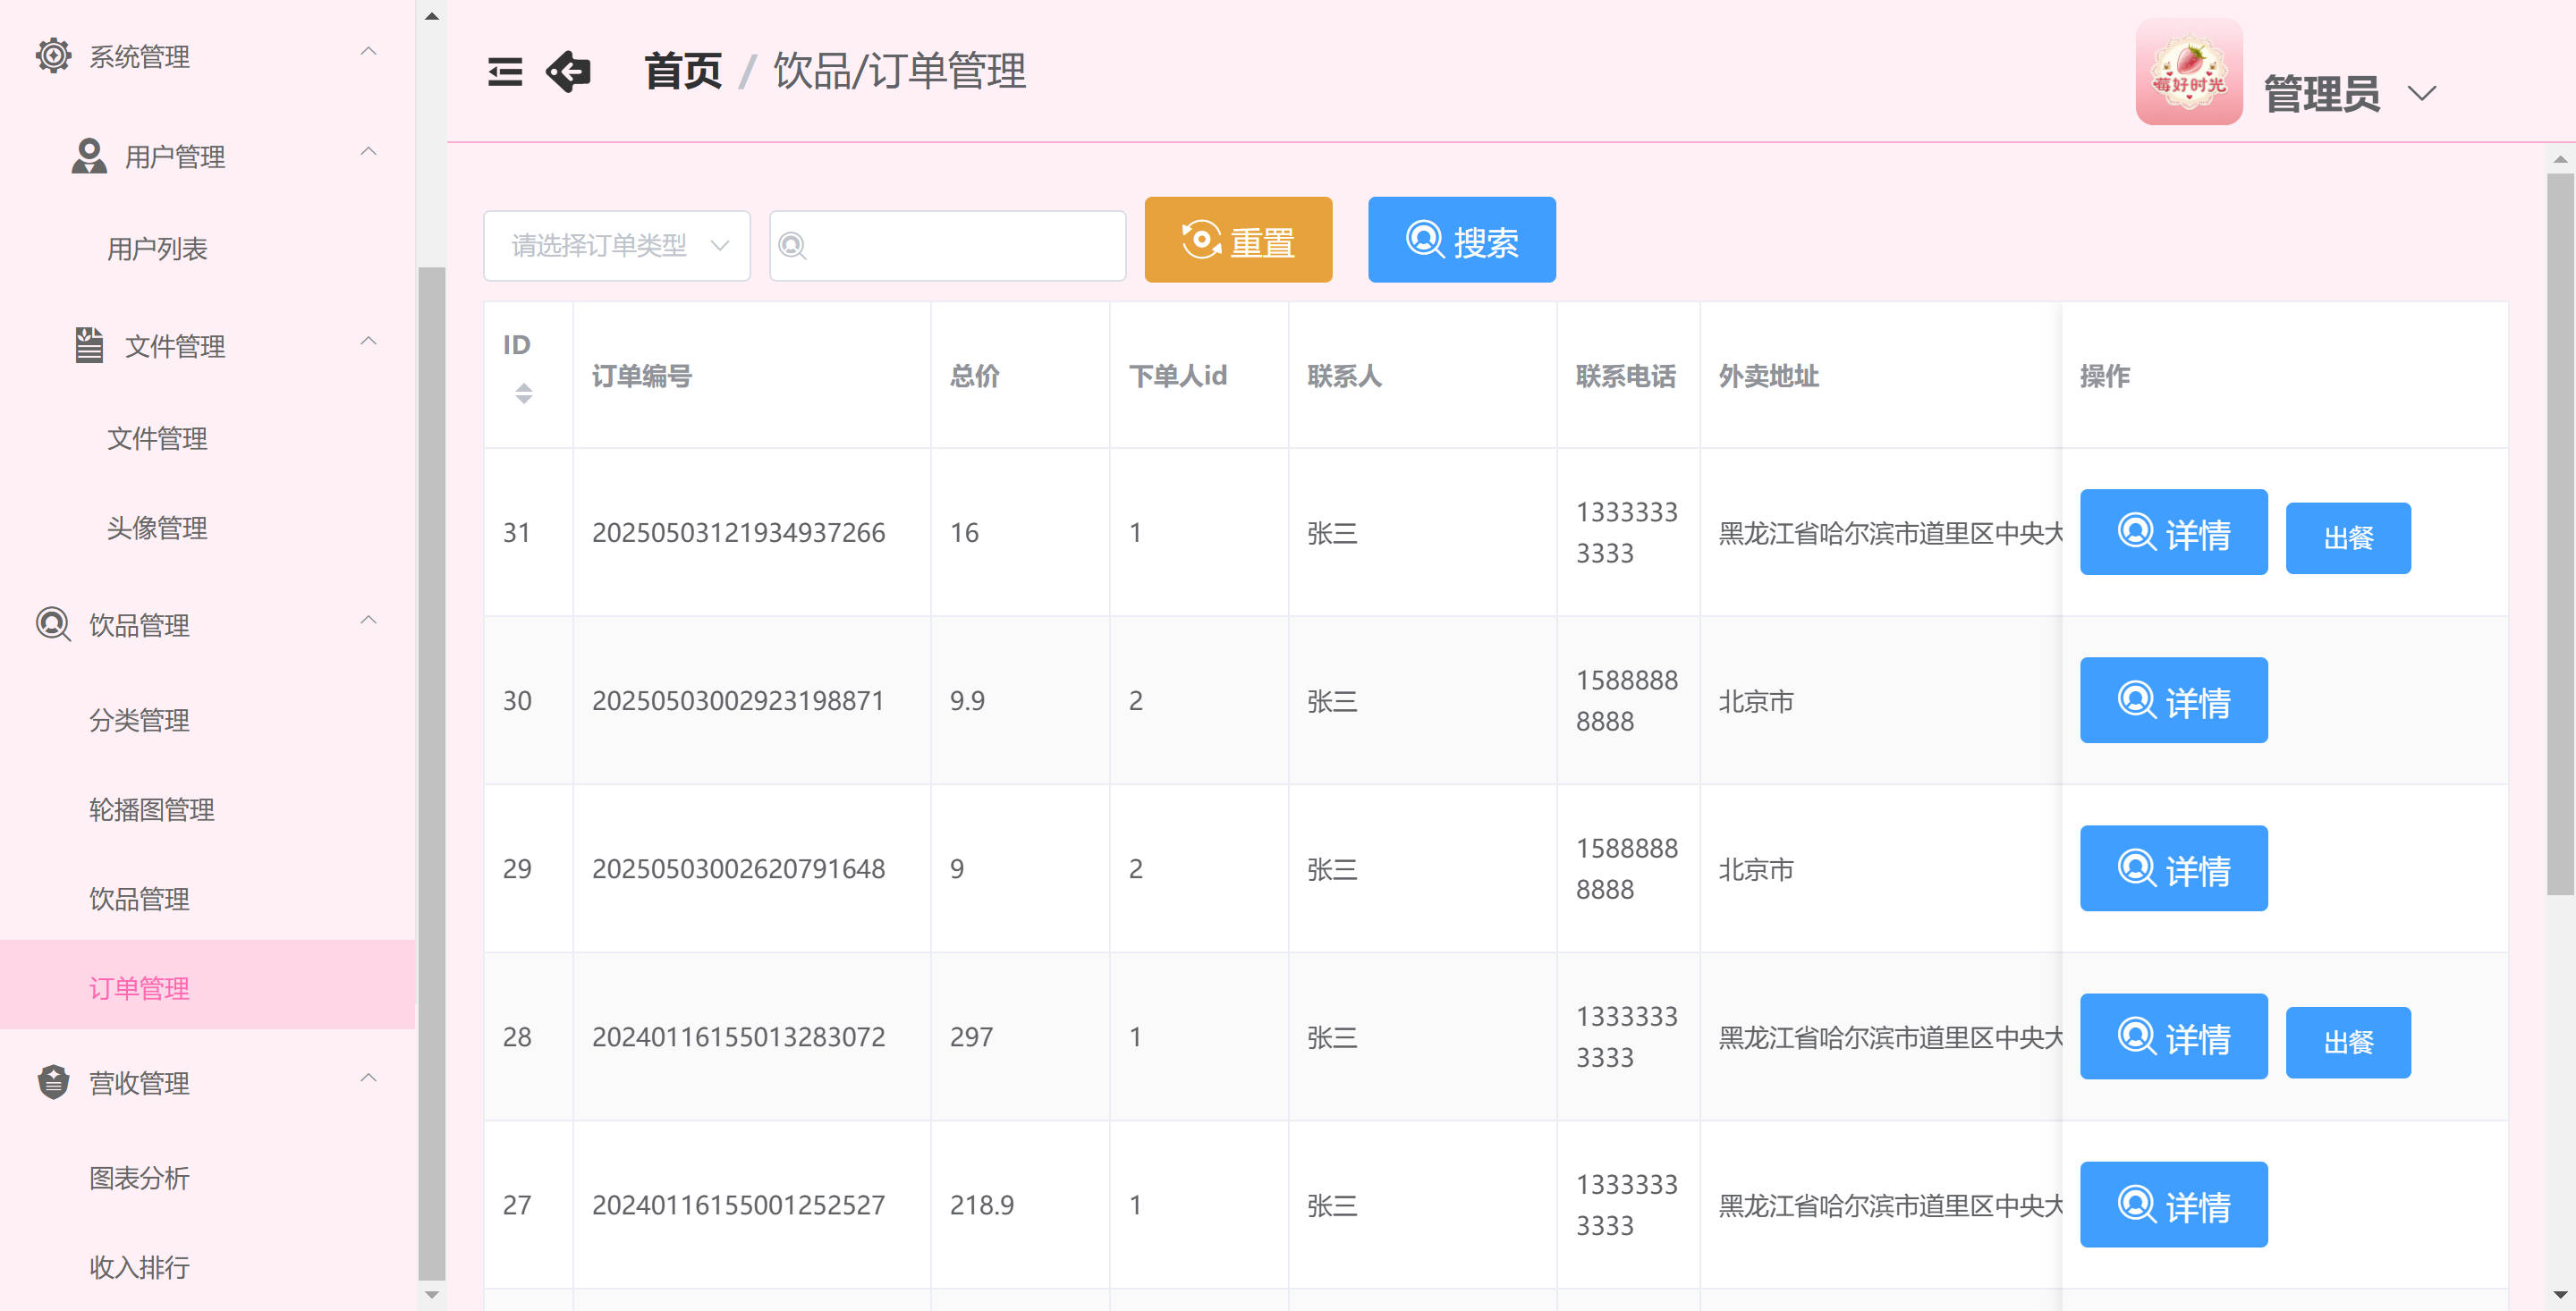 系统管理
用户管理
用户列表
文件管理
文件管理
头像管理
饮品管理
分类管理
轮播图管理
饮品管理
订单管理
营收管理
图表分析
收入排行
首页 / 饮品/订单管理
莓好时光
管理员
请选择订单类型
重置
搜索
ID 订单编号 总价 下单人id 联系人 联系电话 外卖地址 操作
31 20250503121934937266 16 1 张三 13333333333 黑龙江省哈尔滨市道里区中央大 详情 出餐
30 20250503002923198871 9.9 2 张三 15888888888 北京市 详情
29 20250503002620791648 9 2 张三 15888888888 北京市 详情
28 20240116155013283072 297 1 张三 13333333333 黑龙江省哈尔滨市道里区中央大 详情 出餐
27 20240116155001252527 218.9 1 张三 13333333333 黑龙江省哈尔滨市道里区中央大 详情